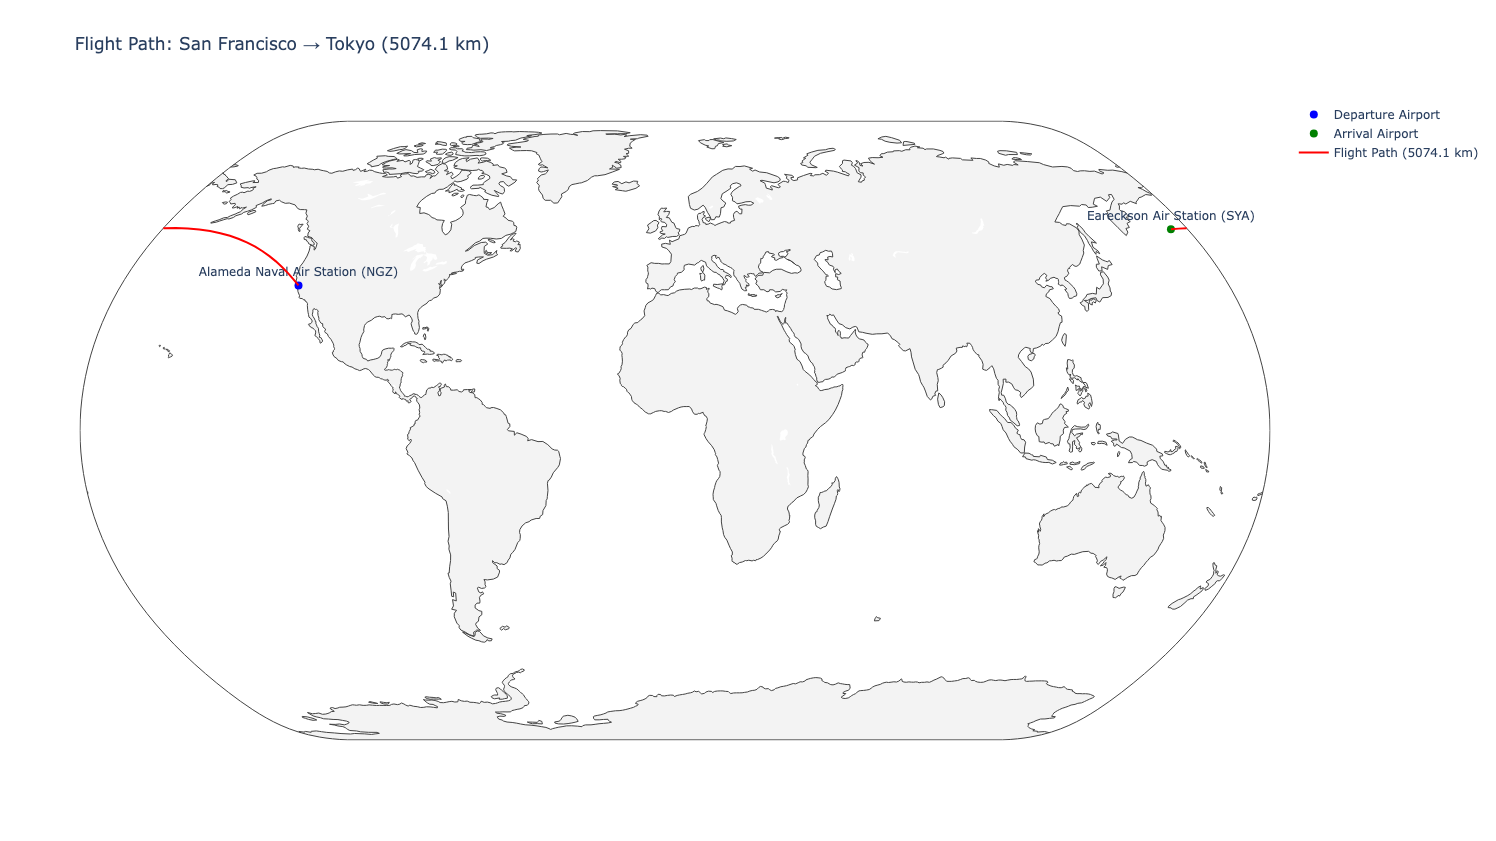 Flight Path: San Francisco → Tokyo (5074.1 km)
Departure Airport
Arrival Airport
Flight Path (5074.1 km)
Eareckson Air Station (SYA)
Alameda Naval Air Station (NGZ)